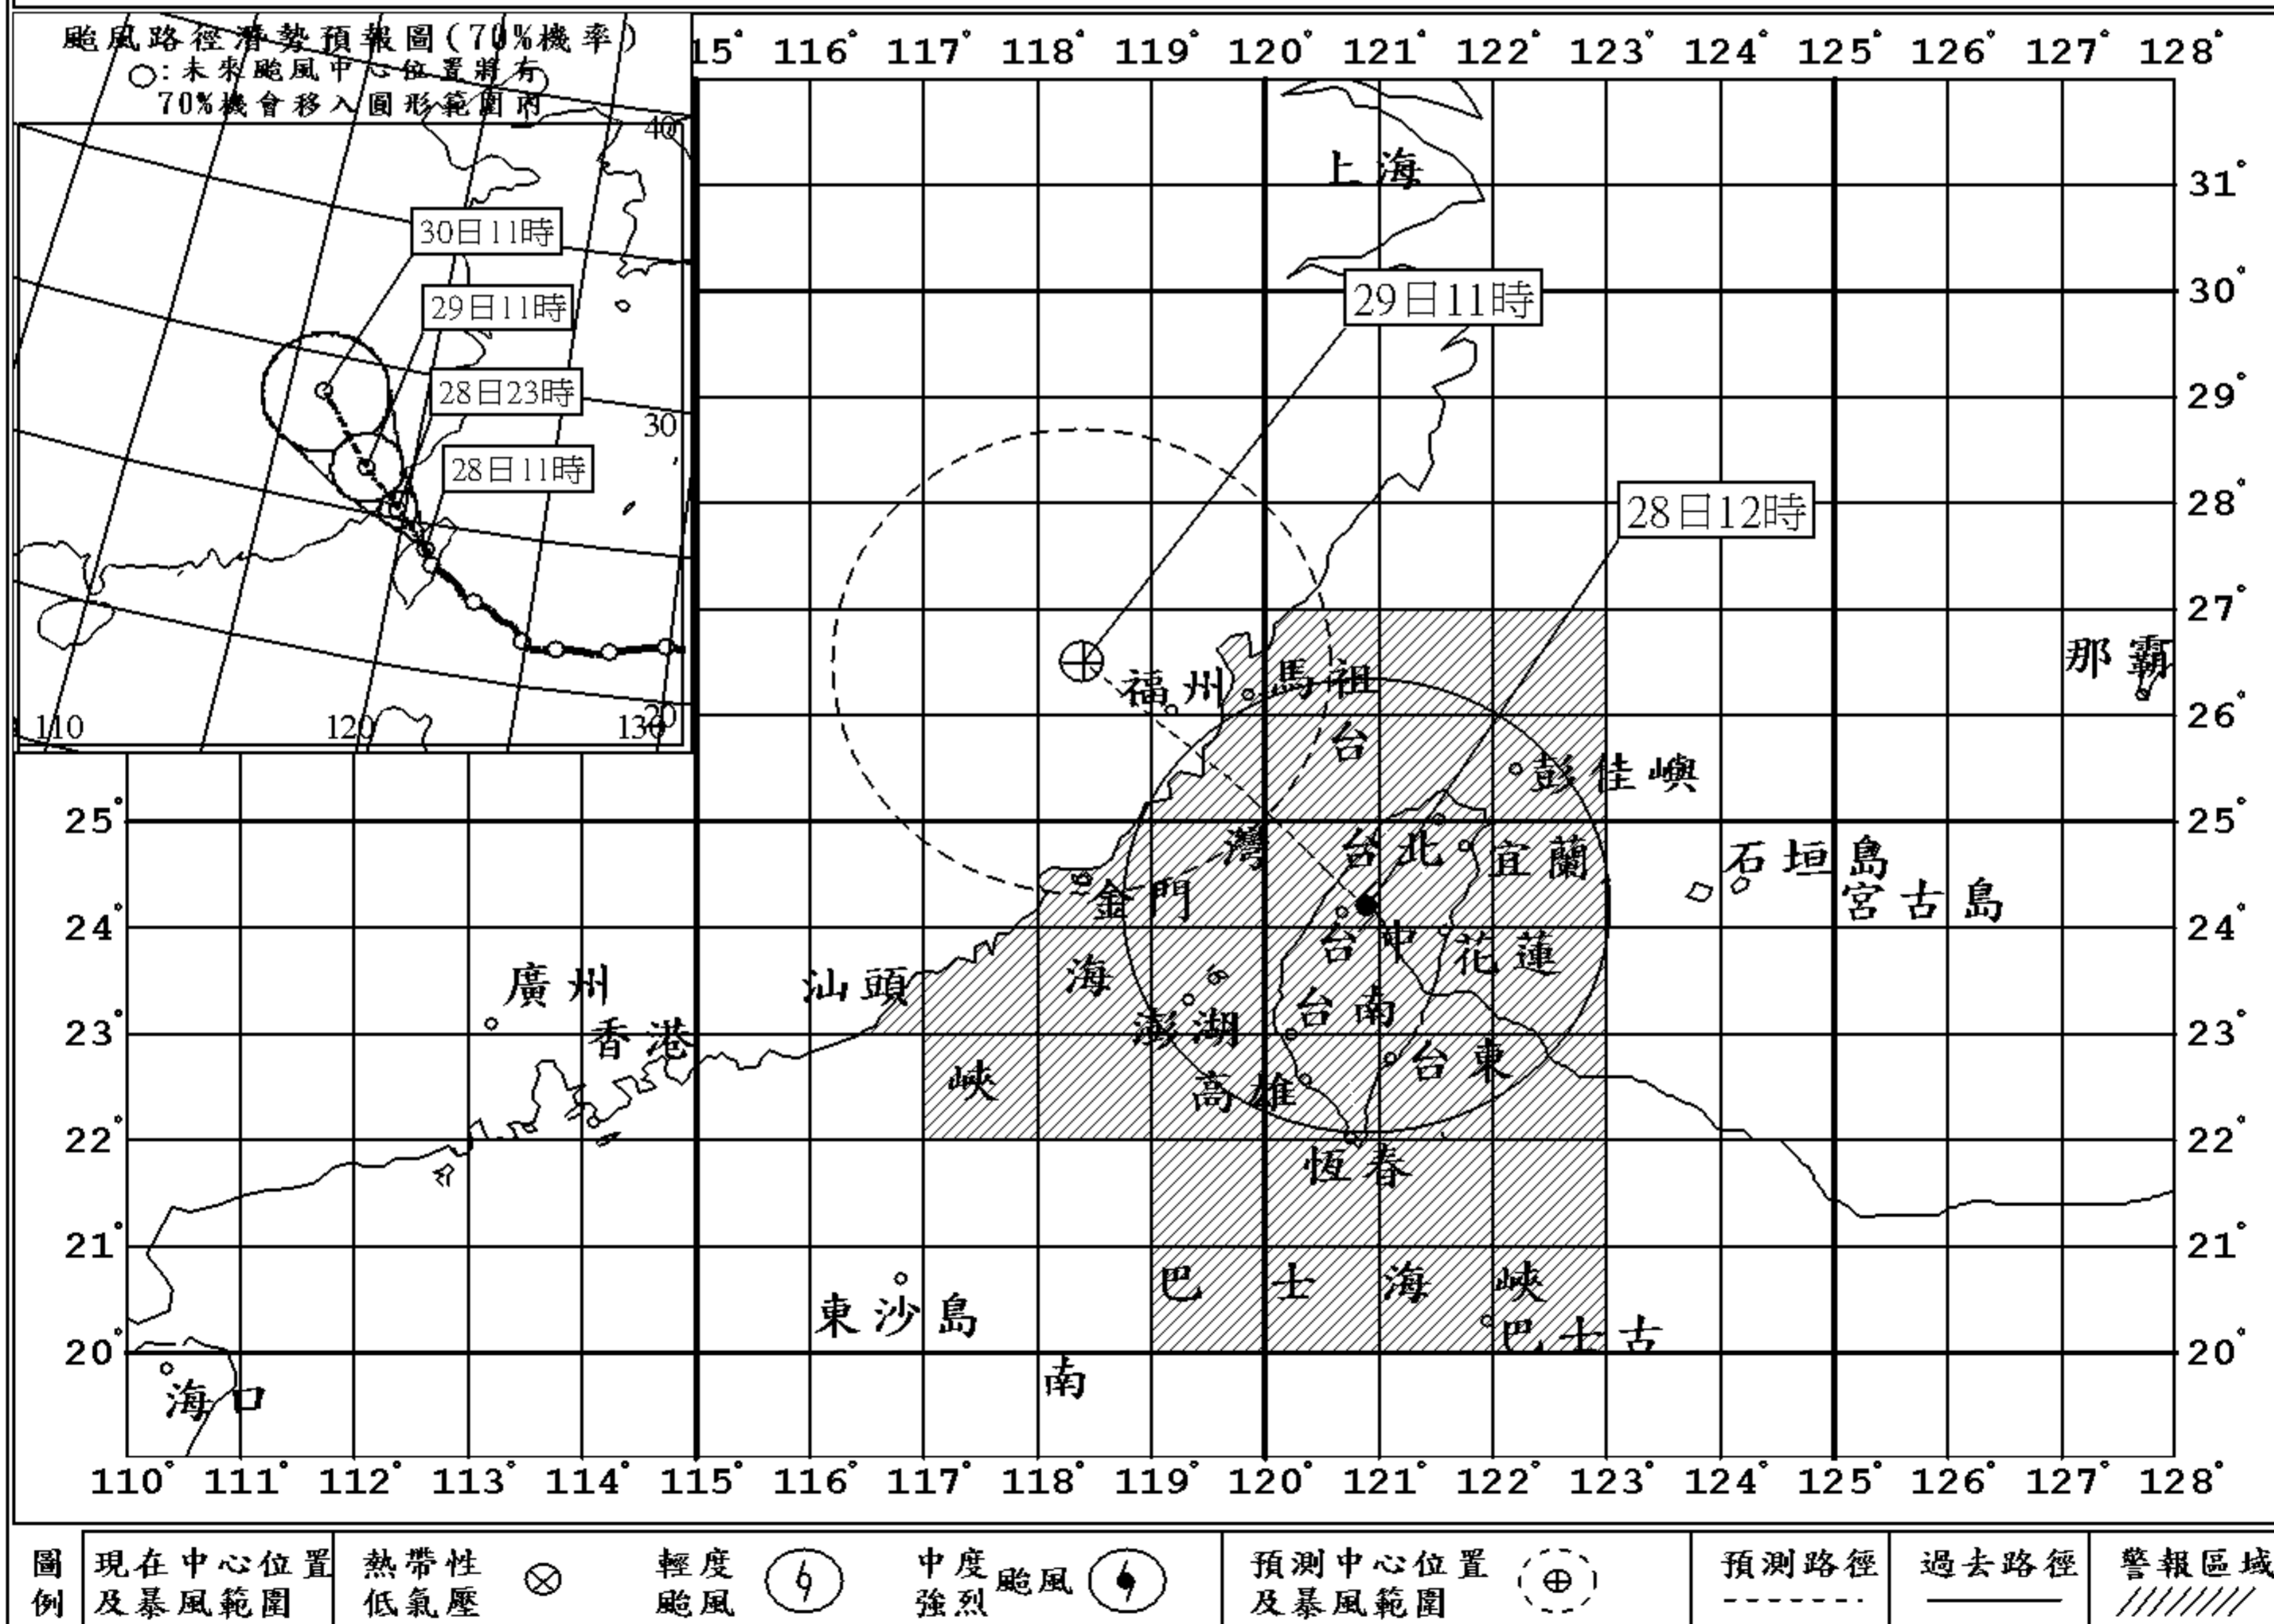 颱風路徑潛勢預報圖(70%機率)
○:未來颱風中心位置將有
70%機會移入圓形範圍內
40
30日11時
29日11時
28日23時
30
28日11時
110
120
130
20
15° 116° 117° 118° 119° 120° 121° 122° 123° 124° 125° 126° 127° 128°
上海
31°
29日11時
30°
29°
28日12時
28°
27°
那霸
福州
馬祖
26°
台
彭佳嶼
25°
25°
灣
台北
宜蘭
石垣島
金門
宮古島
24°
24°
台中
花蓮
海
廣州
汕頭
台南
香港
澎湖
23°
23°
台東
峽
高雄
22°
22°
恆春
21°
21°
巴士海峽
東沙島
巴士古
20°
20°
南
海口
110° 111° 112° 113° 114° 115° 116° 117° 118° 119° 120° 121° 122° 123° 124° 125° 126° 127° 128°
圖例
現在中心位置
及暴風範圍
熱帶性
低氣壓
輕度
颱風
中度
強烈
颱風
預測中心位置
及暴風範圍
預測路徑
過去路徑
警報區域